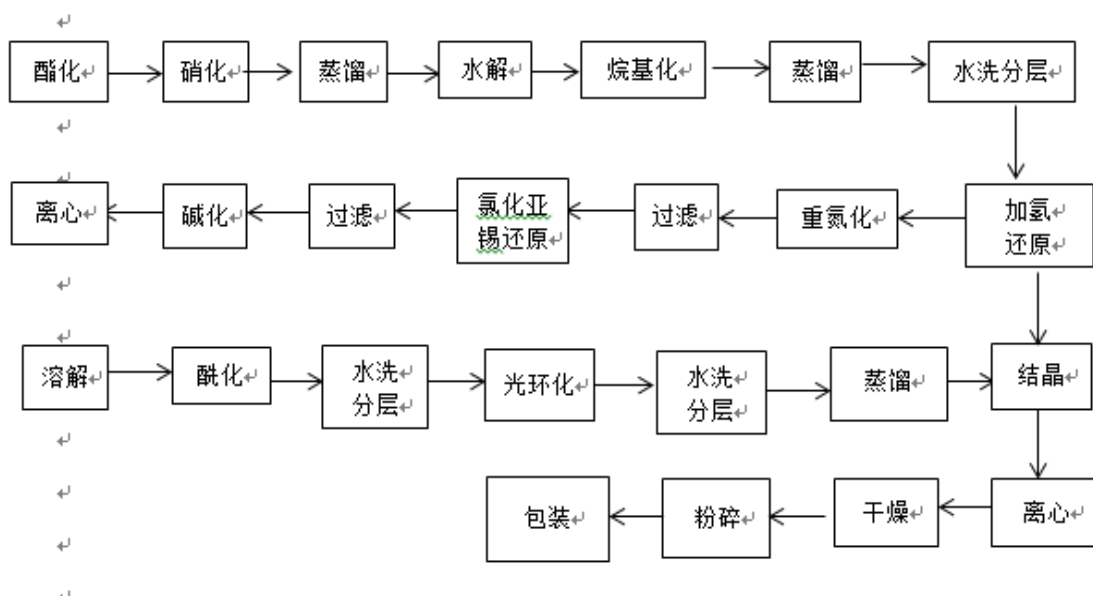 酯化 硝化 蒸馏 水解 烷基化 蒸馏 水洗分层
离心 碱化 过滤 氯化亚 过滤 重氮化 加氢
锡还原 还原
溶解 酰化 水洗 光环化 水洗 蒸馏 结晶
分层 分层
包装 粉碎 干燥 离心